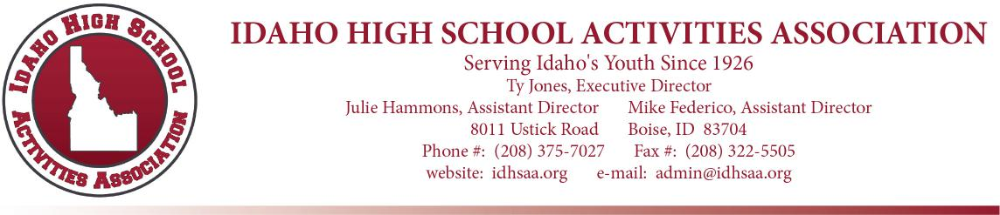 IDAHO HIGH SCHOOL
ACTIVITIES ASSOCIATION
IDAHO HIGH SCHOOL ACTIVITIES ASSOCIATION
Serving Idaho's Youth Since 1926
Ty Jones, Executive Director
Julie Hammons, Assistant Director Mike Federico, Assistant Director
8011 Ustick Road Boise, ID 83704
Phone #: (208) 375-7027 Fax #: (208) 322-5505
website: idhsaa.org e-mail: admin@idhsaa.org